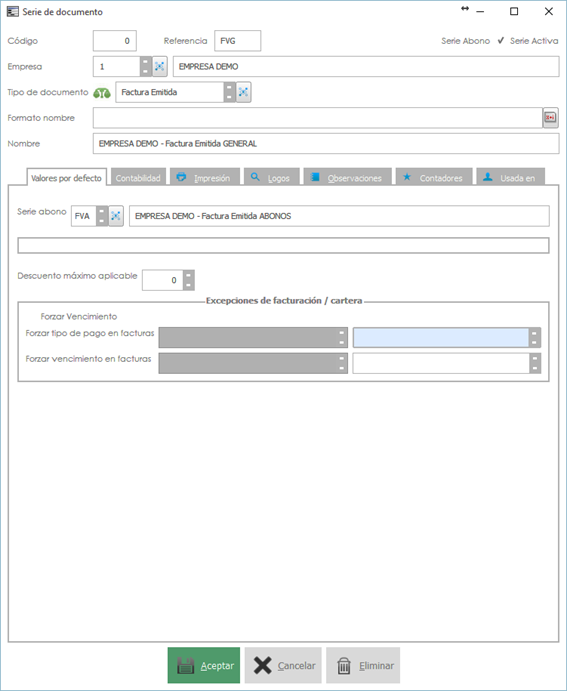 Serie de documento
Código 0 Referencia FVG Serie Abono Serie Activa
Empresa 1 EMPRESA DEMO
Tipo de documento Factura Emitida
Formato nombre
Nombre EMPRESA DEMO - Factura Emitida GENERAL
Valores por defecto Contabilidad Impresión Logos Observaciones Contadores Usada en
Serie abono FVA EMPRESA DEMO - Factura Emitida ABONOS
Descuento máximo aplicable 0
Excepciones de facturación / cartera
Forzar Vencimiento
Forzar tipo de pago en facturas
Forzar vencimiento en facturas
Aceptar Cancelar Eliminar